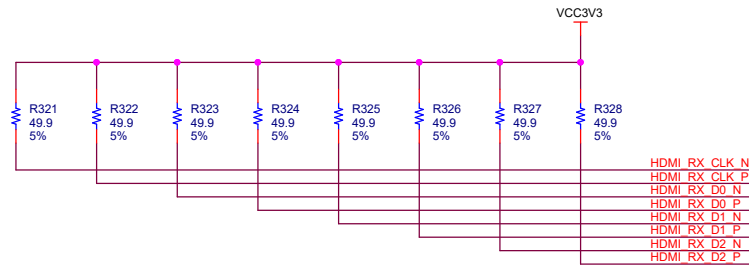 VCC3V3
R321
49.9
5%
R322
49.9
5%
R323
49.9
5%
R324
49.9
5%
R325
49.9
5%
R326
49.9
5%
R327
49.9
5%
R328
49.9
5%
HDMI_RX_CLK_N
HDMI_RX_CLK_P
HDMI_RX_D0_N
HDMI_RX_D0_P
HDMI_RX_D1_N
HDMI_RX_D1_P
HDMI_RX_D2_N
HDMI_RX_D2_P